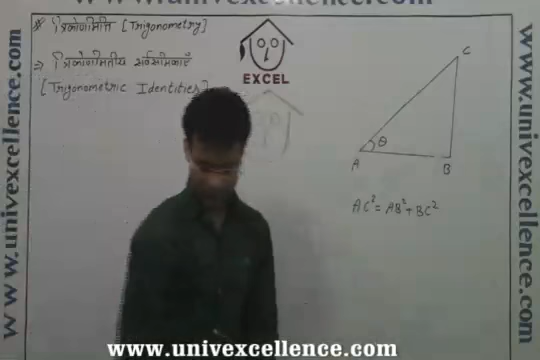 * त्रिकोणमिति [Trigonometry]
⇒ त्रिकोणमितीय सर्वसमिकाएँ
[Trigonometric Identities]
EXCEL
C
θ
A
B
AC² = AB² + BC²
www.univexcellence.com
www.univexcellence.com
www.univexcellence.com
www.univexcellence.com